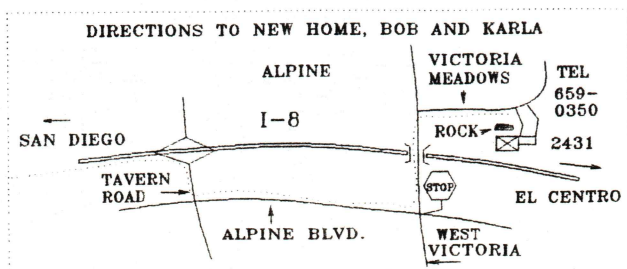 DIRECTIONS TO NEW HOME, BOB AND KARLA
ALPINE
VICTORIA
MEADOWS
TEL
659-
0350
I-8
ROCK
2431
SAN DIEGO
TAVERN
ROAD
STOP
EL CENTRO
ALPINE BLVD.
WEST
VICTORIA